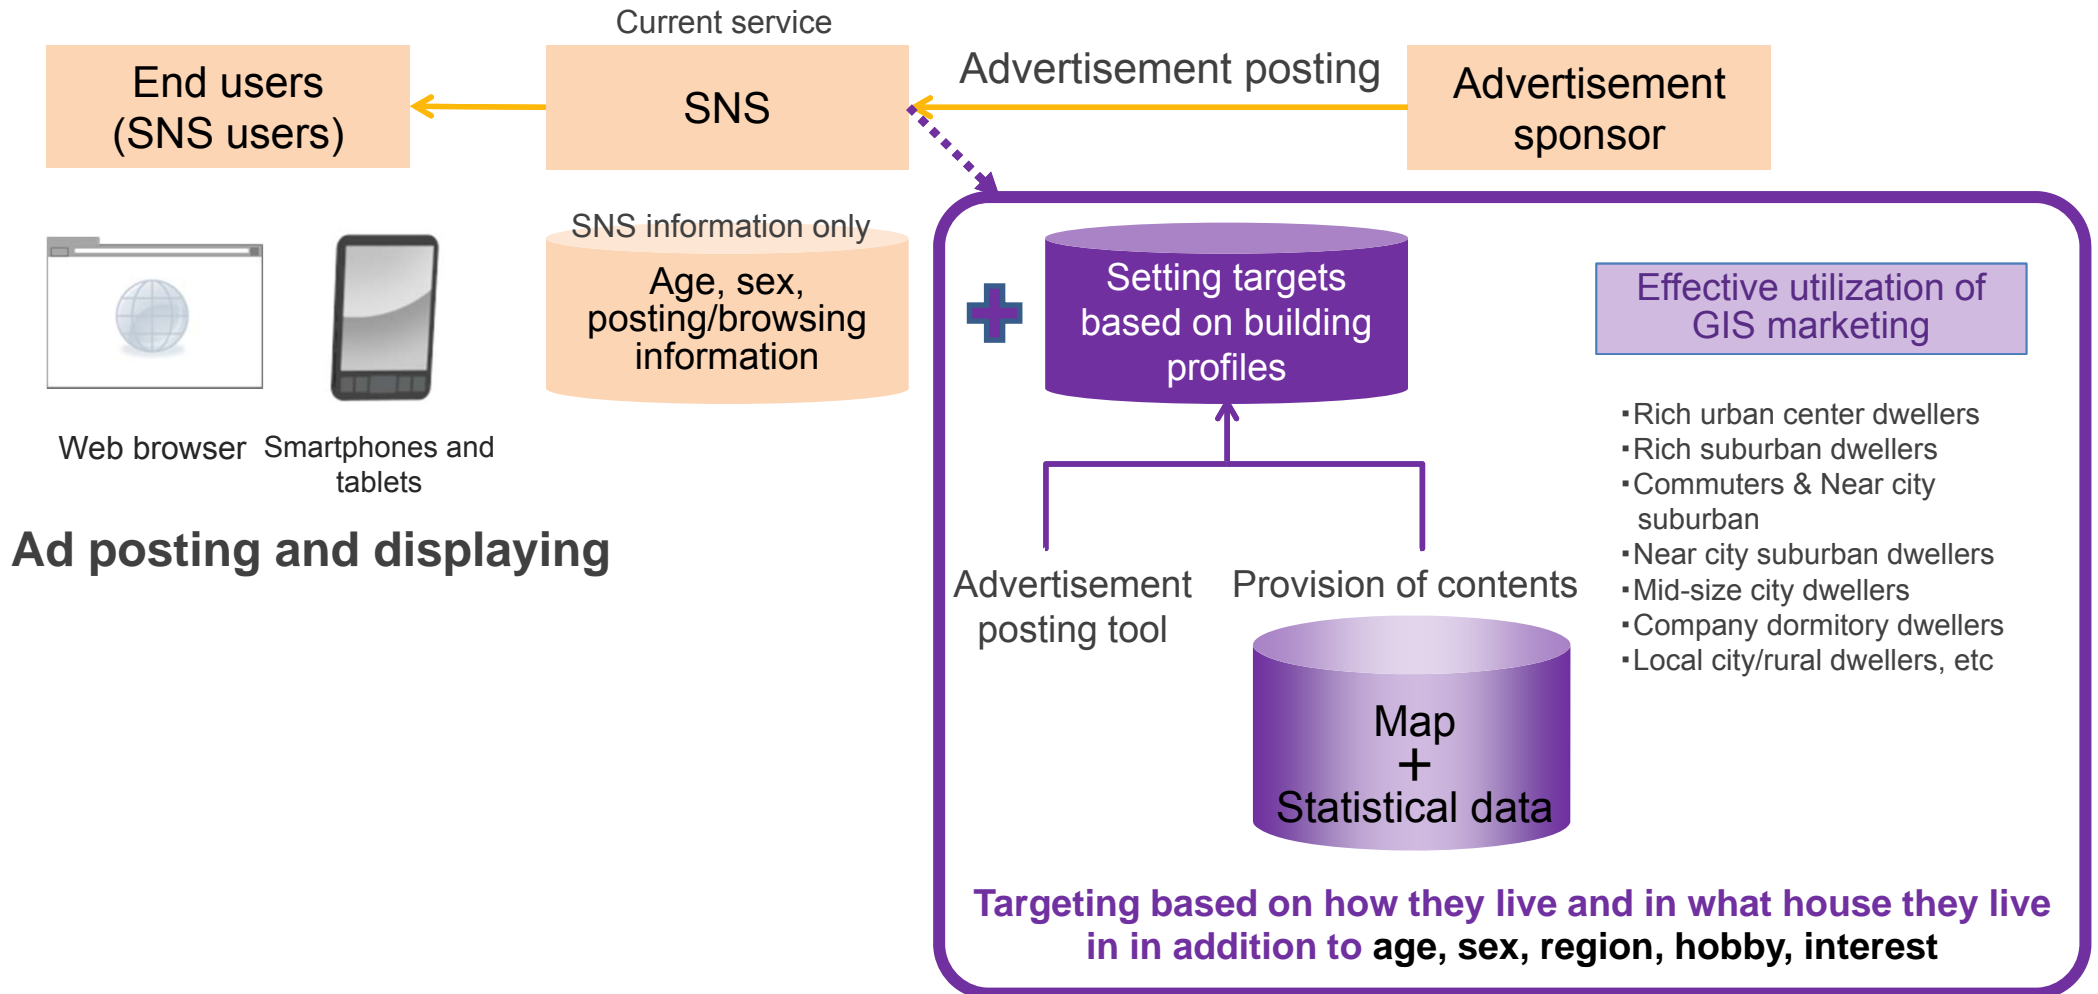 Current service
End users
(SNS users)
SNS
Advertisement posting
Advertisement
sponsor
SNS information only
Age, sex,
posting/browsing
information
Setting targets
based on building
profiles
Effective utilization of
GIS marketing
Web browser
Smartphones and
tablets
Ad posting and displaying
▪Rich urban center dwellers
▪Rich suburban dwellers
▪Commuters & Near city
suburban
▪Near city suburban dwellers
▪Mid-size city dwellers
▪Company dormitory dwellers
▪Local city/rural dwellers, etc
Advertisement
posting tool
Provision of contents
Map
+
Statistical data
Targeting based on how they live and in what house they live
in in addition to age, sex, region, hobby, interest